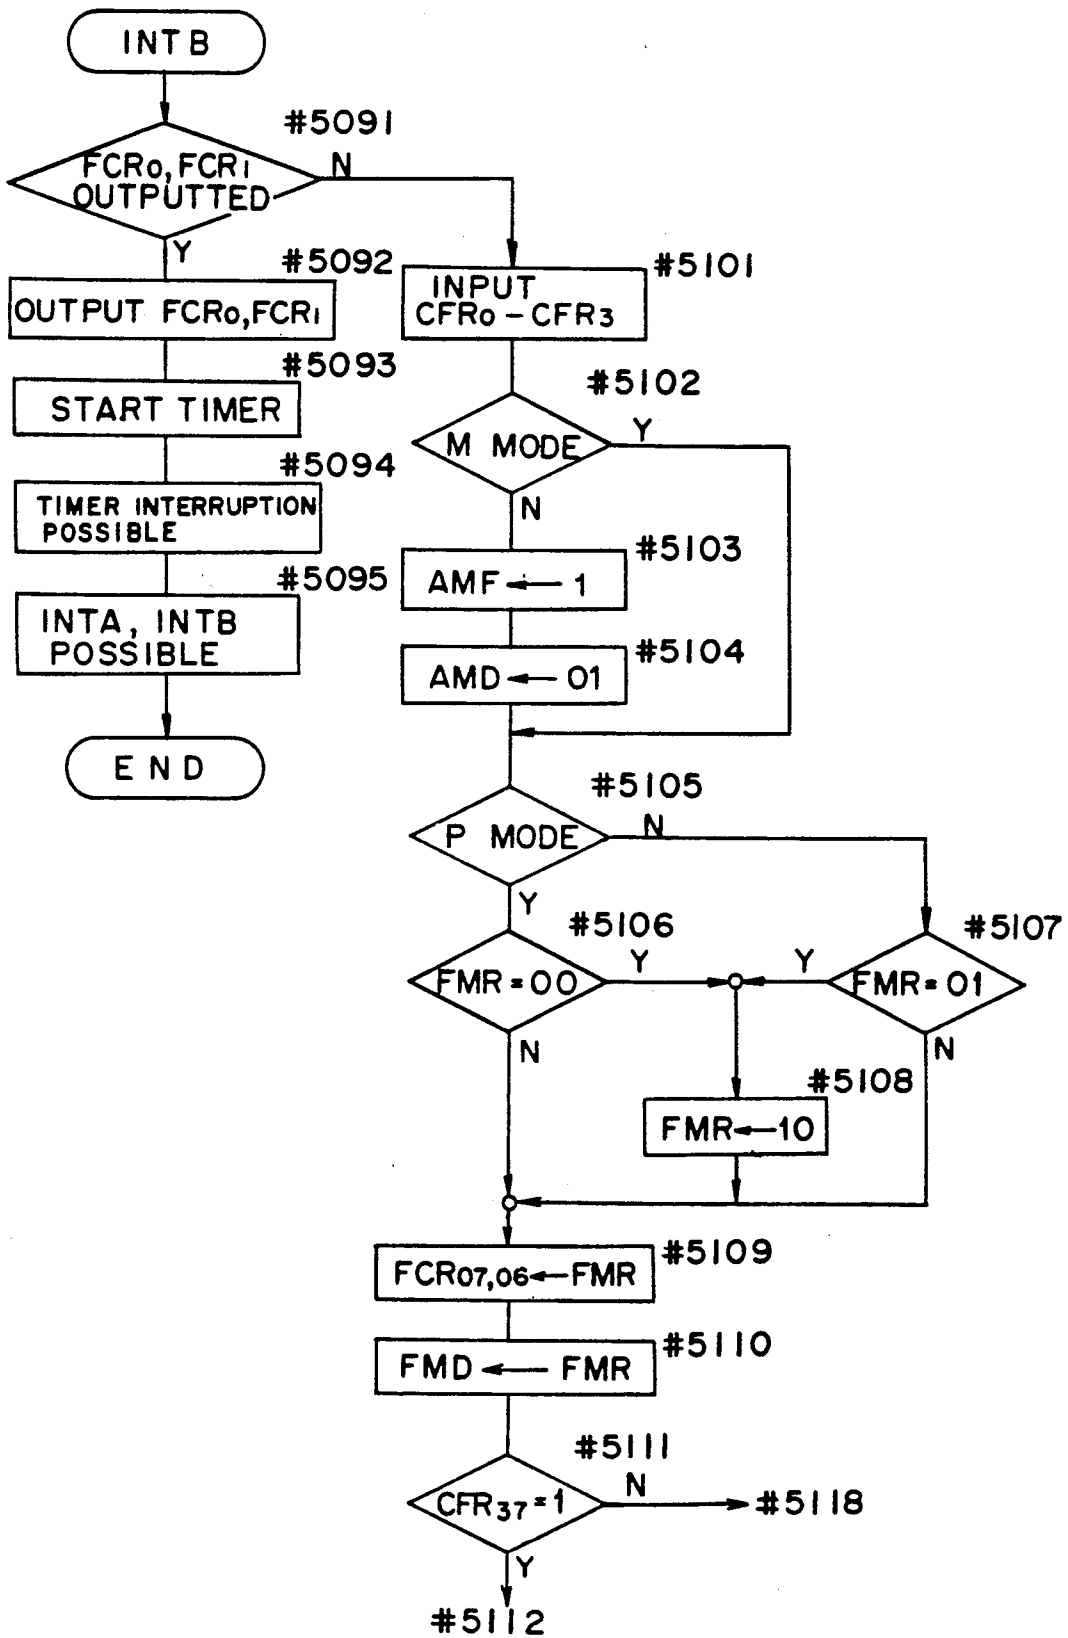 INTB
#5091
FCR0, FCR1
OUTPUTTED
N
Y
#5092
OUTPUT FCR0, FCR1
#5093
START TIMER
#5094
TIMER INTERRUPTION
POSSIBLE
#5095
INTA, INTB
POSSIBLE
END
#5101
INPUT
CFR0 - CFR3
#5102
M MODE
Y
N
#5103
AMF ← 1
#5104
AMD ← 01
#5105
P MODE
N
Y
#5106
FMR = 00
Y
N
#5107
FMR = 01
Y
N
#5108
FMR ← 10
#5109
FCR07,06 ← FMR
#5110
FMD ← FMR
#5111
CFR37 = 1
N
#5118
Y
#5112